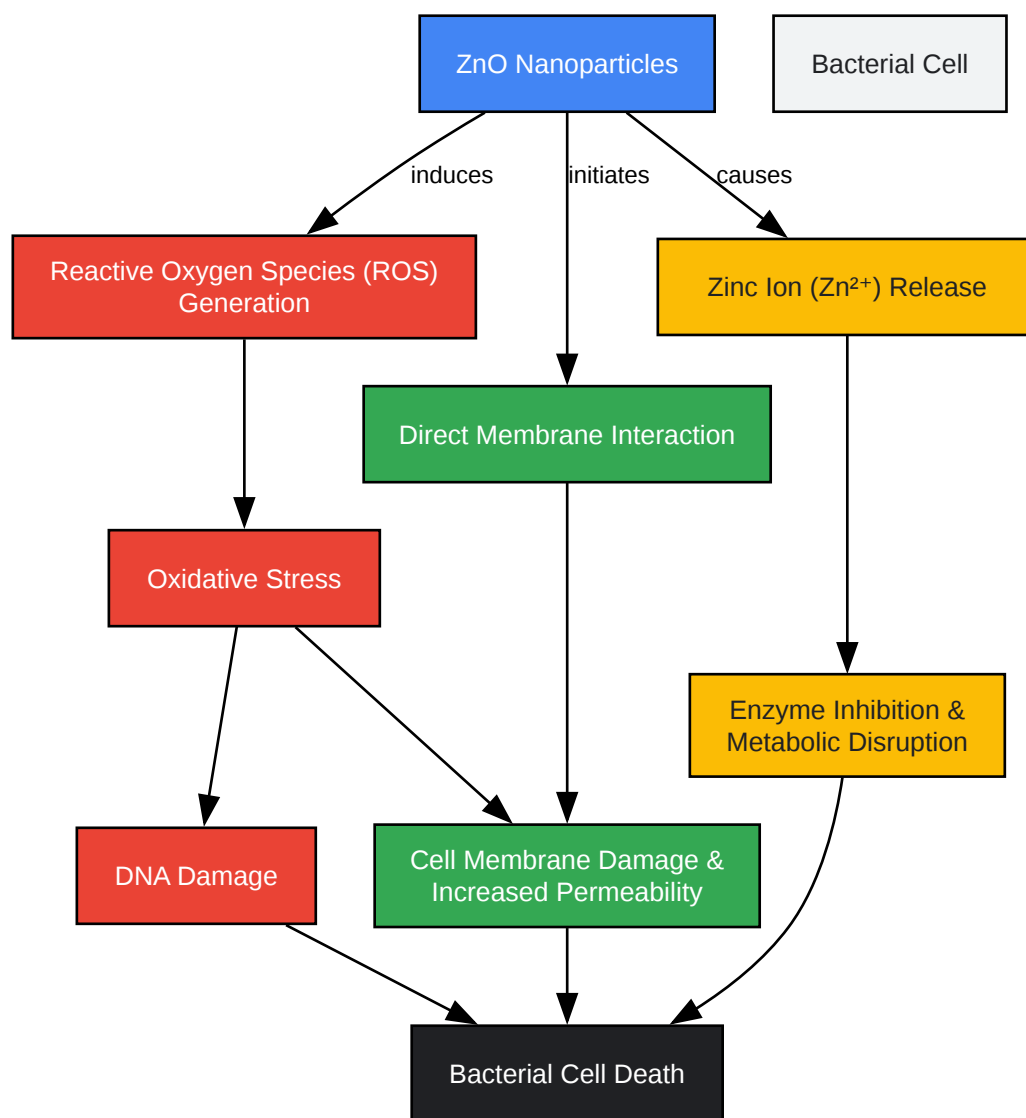 ZnO Nanoparticles
Bacterial Cell
induces
initiates
causes
Reactive Oxygen Species (ROS)
Generation
Zinc Ion (Zn²⁺) Release
Direct Membrane Interaction
Oxidative Stress
Enzyme Inhibition &
Metabolic Disruption
DNA Damage
Cell Membrane Damage &
Increased Permeability
Bacterial Cell Death